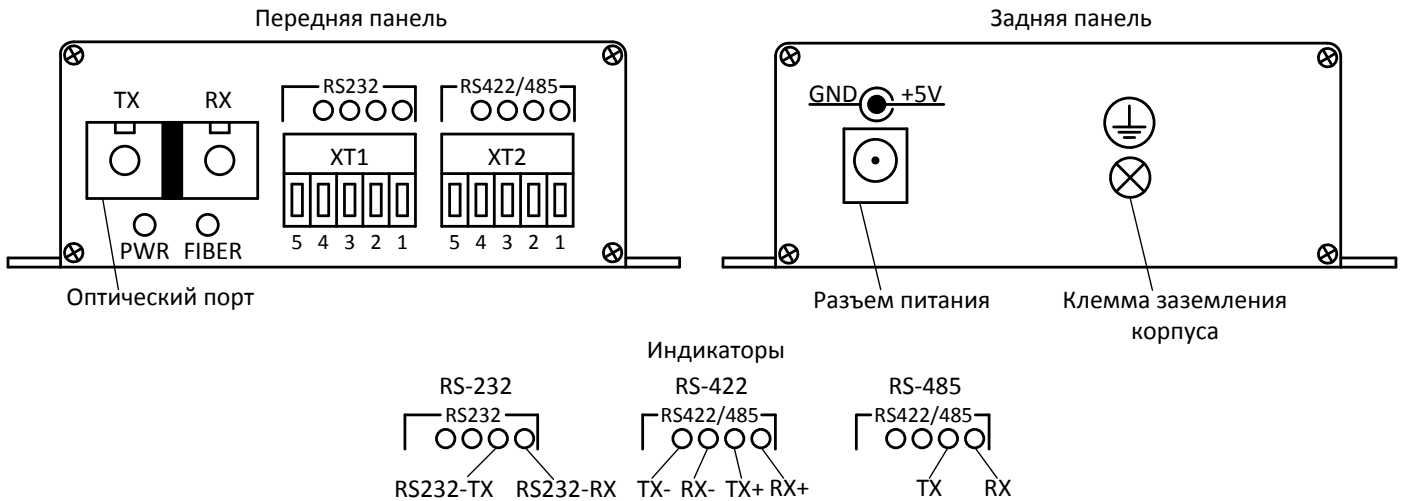 Передняя панель
Задняя панель
TX RX
RS232
RS422/485
XT1
XT2
5 4 3 2 1
5 4 3 2 1
PWR FIBER
Оптический порт
GND +5V
Разъем питания
Клемма заземления
корпуса
Индикаторы
RS-232
RS-422
RS-485
RS232
RS422/485
RS422/485
RS232-TX RS232-RX
TX- RX- TX+ RX+
TX RX